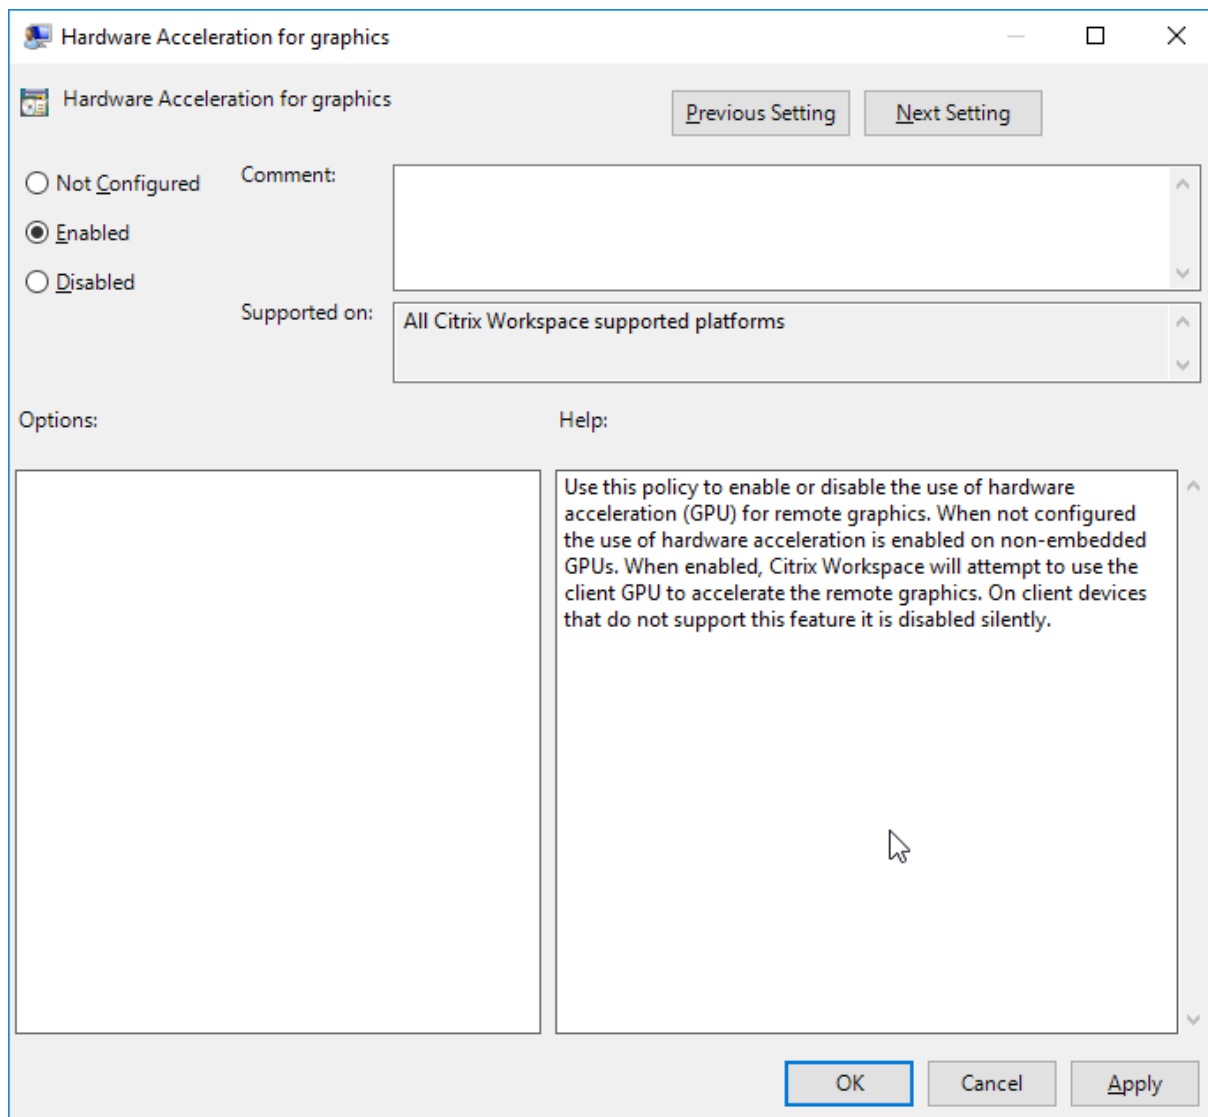 Hardware Acceleration for graphics
Hardware Acceleration for graphics
Previous Setting
Next Setting
Not Configured
Comment:
Enabled
Disabled
Supported on:
All Citrix Workspace supported platforms
Options:
Help:
Use this policy to enable or disable the use of hardware
acceleration (GPU) for remote graphics. When not configured
the use of hardware acceleration is enabled on non-embedded
GPUs. When enabled, Citrix Workspace will attempt to use the
client GPU to accelerate the remote graphics. On client devices
that do not support this feature it is disabled silently.
OK
Cancel
Apply